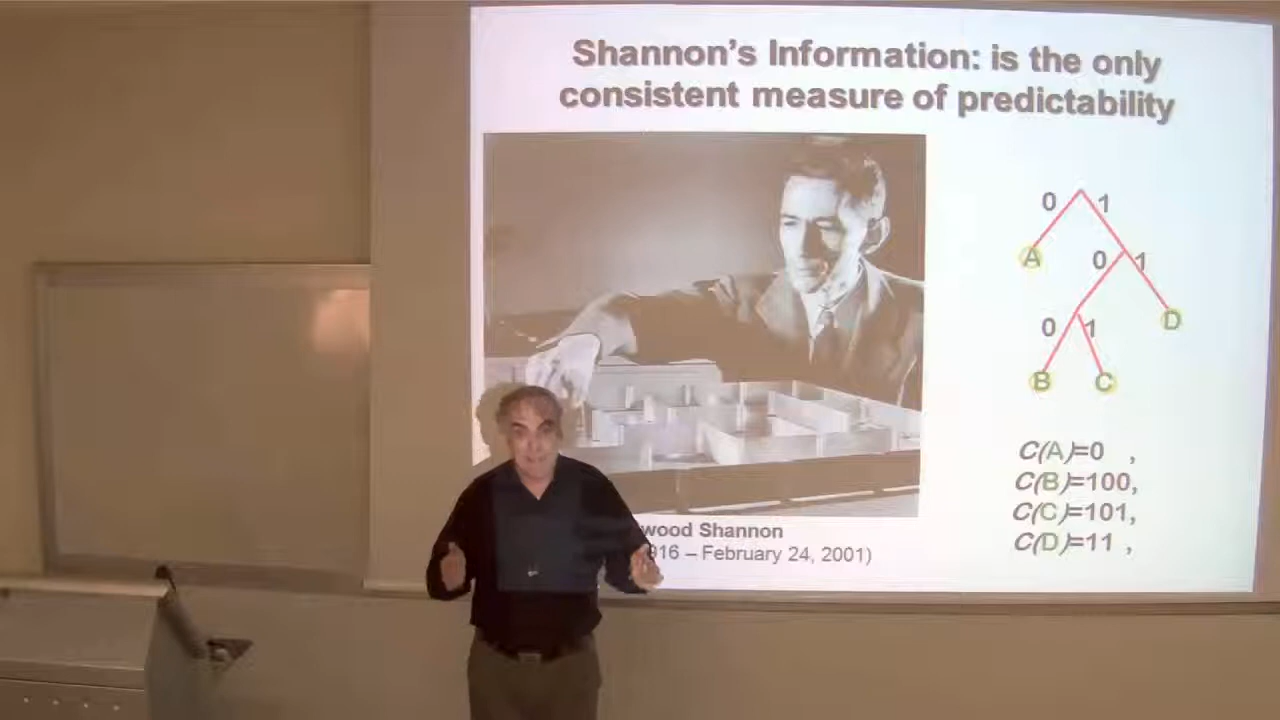 Shannon's Information: is the only
consistent measure of predictability
0 1
A 0 1
0 1 D
B C
C(A)=0 ,
C(B)=100,
C(C)=101,
C(D)=11 ,
wood Shannon
916 – February 24, 2001)